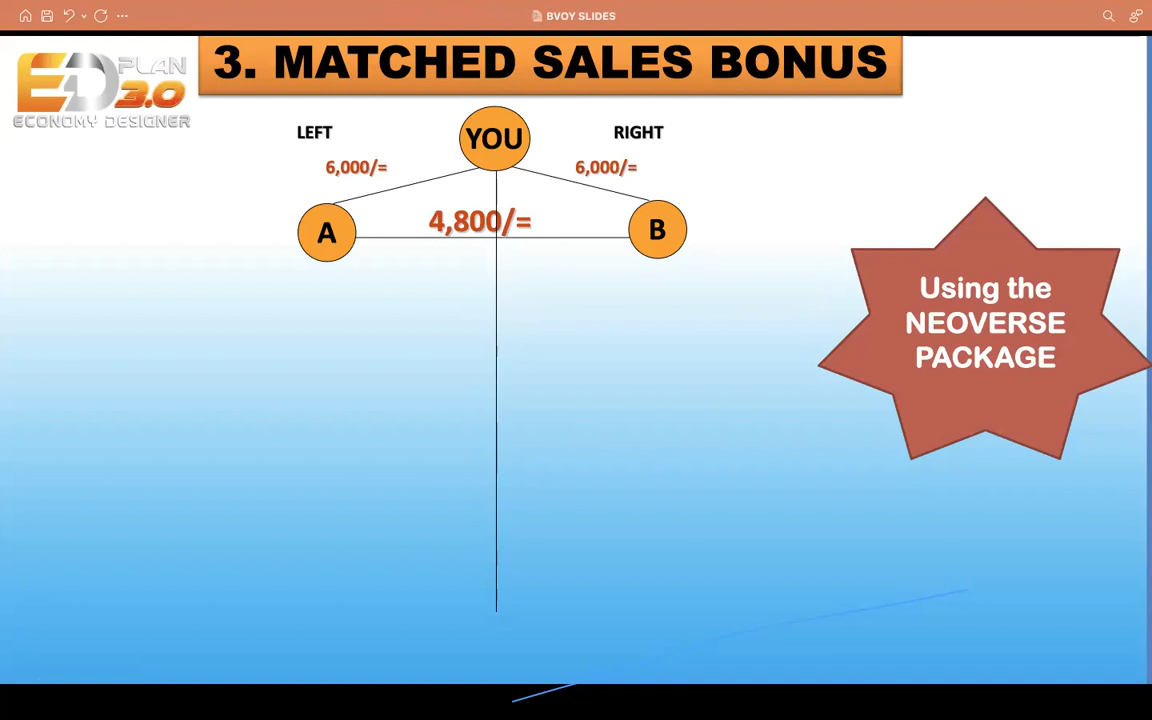 BVOY SLIDES
3. MATCHED SALES BONUS
ED PLAN
3.0
ECONOMY DESIGNER
LEFT
YOU
RIGHT
6,000/=
6,000/=
4,800/=
A
B
Using the
NEOVERSE
PACKAGE